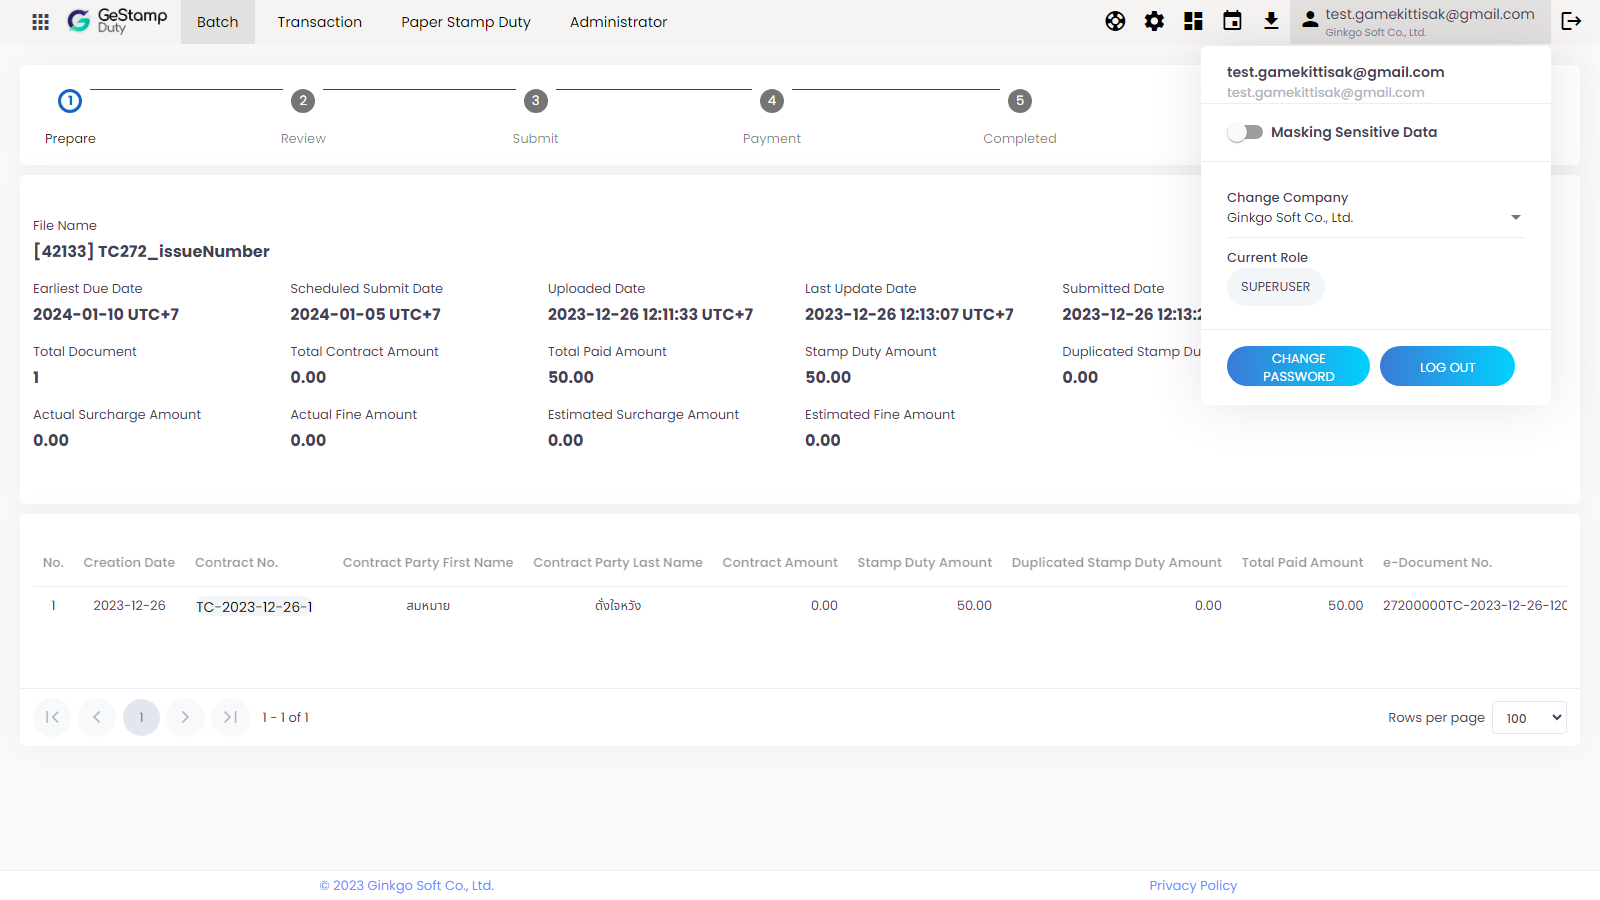 GeStamp
Duty
Batch
Transaction
Paper Stamp Duty
Administrator
test.gamekittisak@gmail.com
Ginkgo Soft Co., Ltd.
test.gamekittisak@gmail.com
test.gamekittisak@gmail.com
Masking Sensitive Data
Change Company
Ginkgo Soft Co., Ltd.
Current Role
SUPERUSER
CHANGE
PASSWORD
LOG OUT
1
2
3
4
5
Prepare
Review
Submit
Payment
Completed
File Name
[42133] TC272_issueNumber
Earliest Due Date
Scheduled Submit Date
Uploaded Date
Last Update Date
Submitted Date
2024-01-10 UTC+7
2024-01-05 UTC+7
2023-12-26 12:11:33 UTC+7
2023-12-26 12:13:07 UTC+7
2023-12-26 12:13:2
Total Document
Total Contract Amount
Total Paid Amount
Stamp Duty Amount
Duplicated Stamp Du
1
0.00
50.00
50.00
0.00
Actual Surcharge Amount
Actual Fine Amount
Estimated Surcharge Amount
Estimated Fine Amount
0.00
0.00
0.00
0.00
No. Creation Date Contract No. Contract Party First Name Contract Party Last Name Contract Amount Stamp Duty Amount Duplicated Stamp Duty Amount Total Paid Amount e-Document No.
1 2023-12-26 TC-2023-12-26-1 สมหมาย ตั่งใจหวัง 0.00 50.00 0.00 50.00 27200000TC-2023-12-26-120
1
1 - 1 of 1
Rows per page
100
© 2023 Ginkgo Soft Co., Ltd.
Privacy Policy